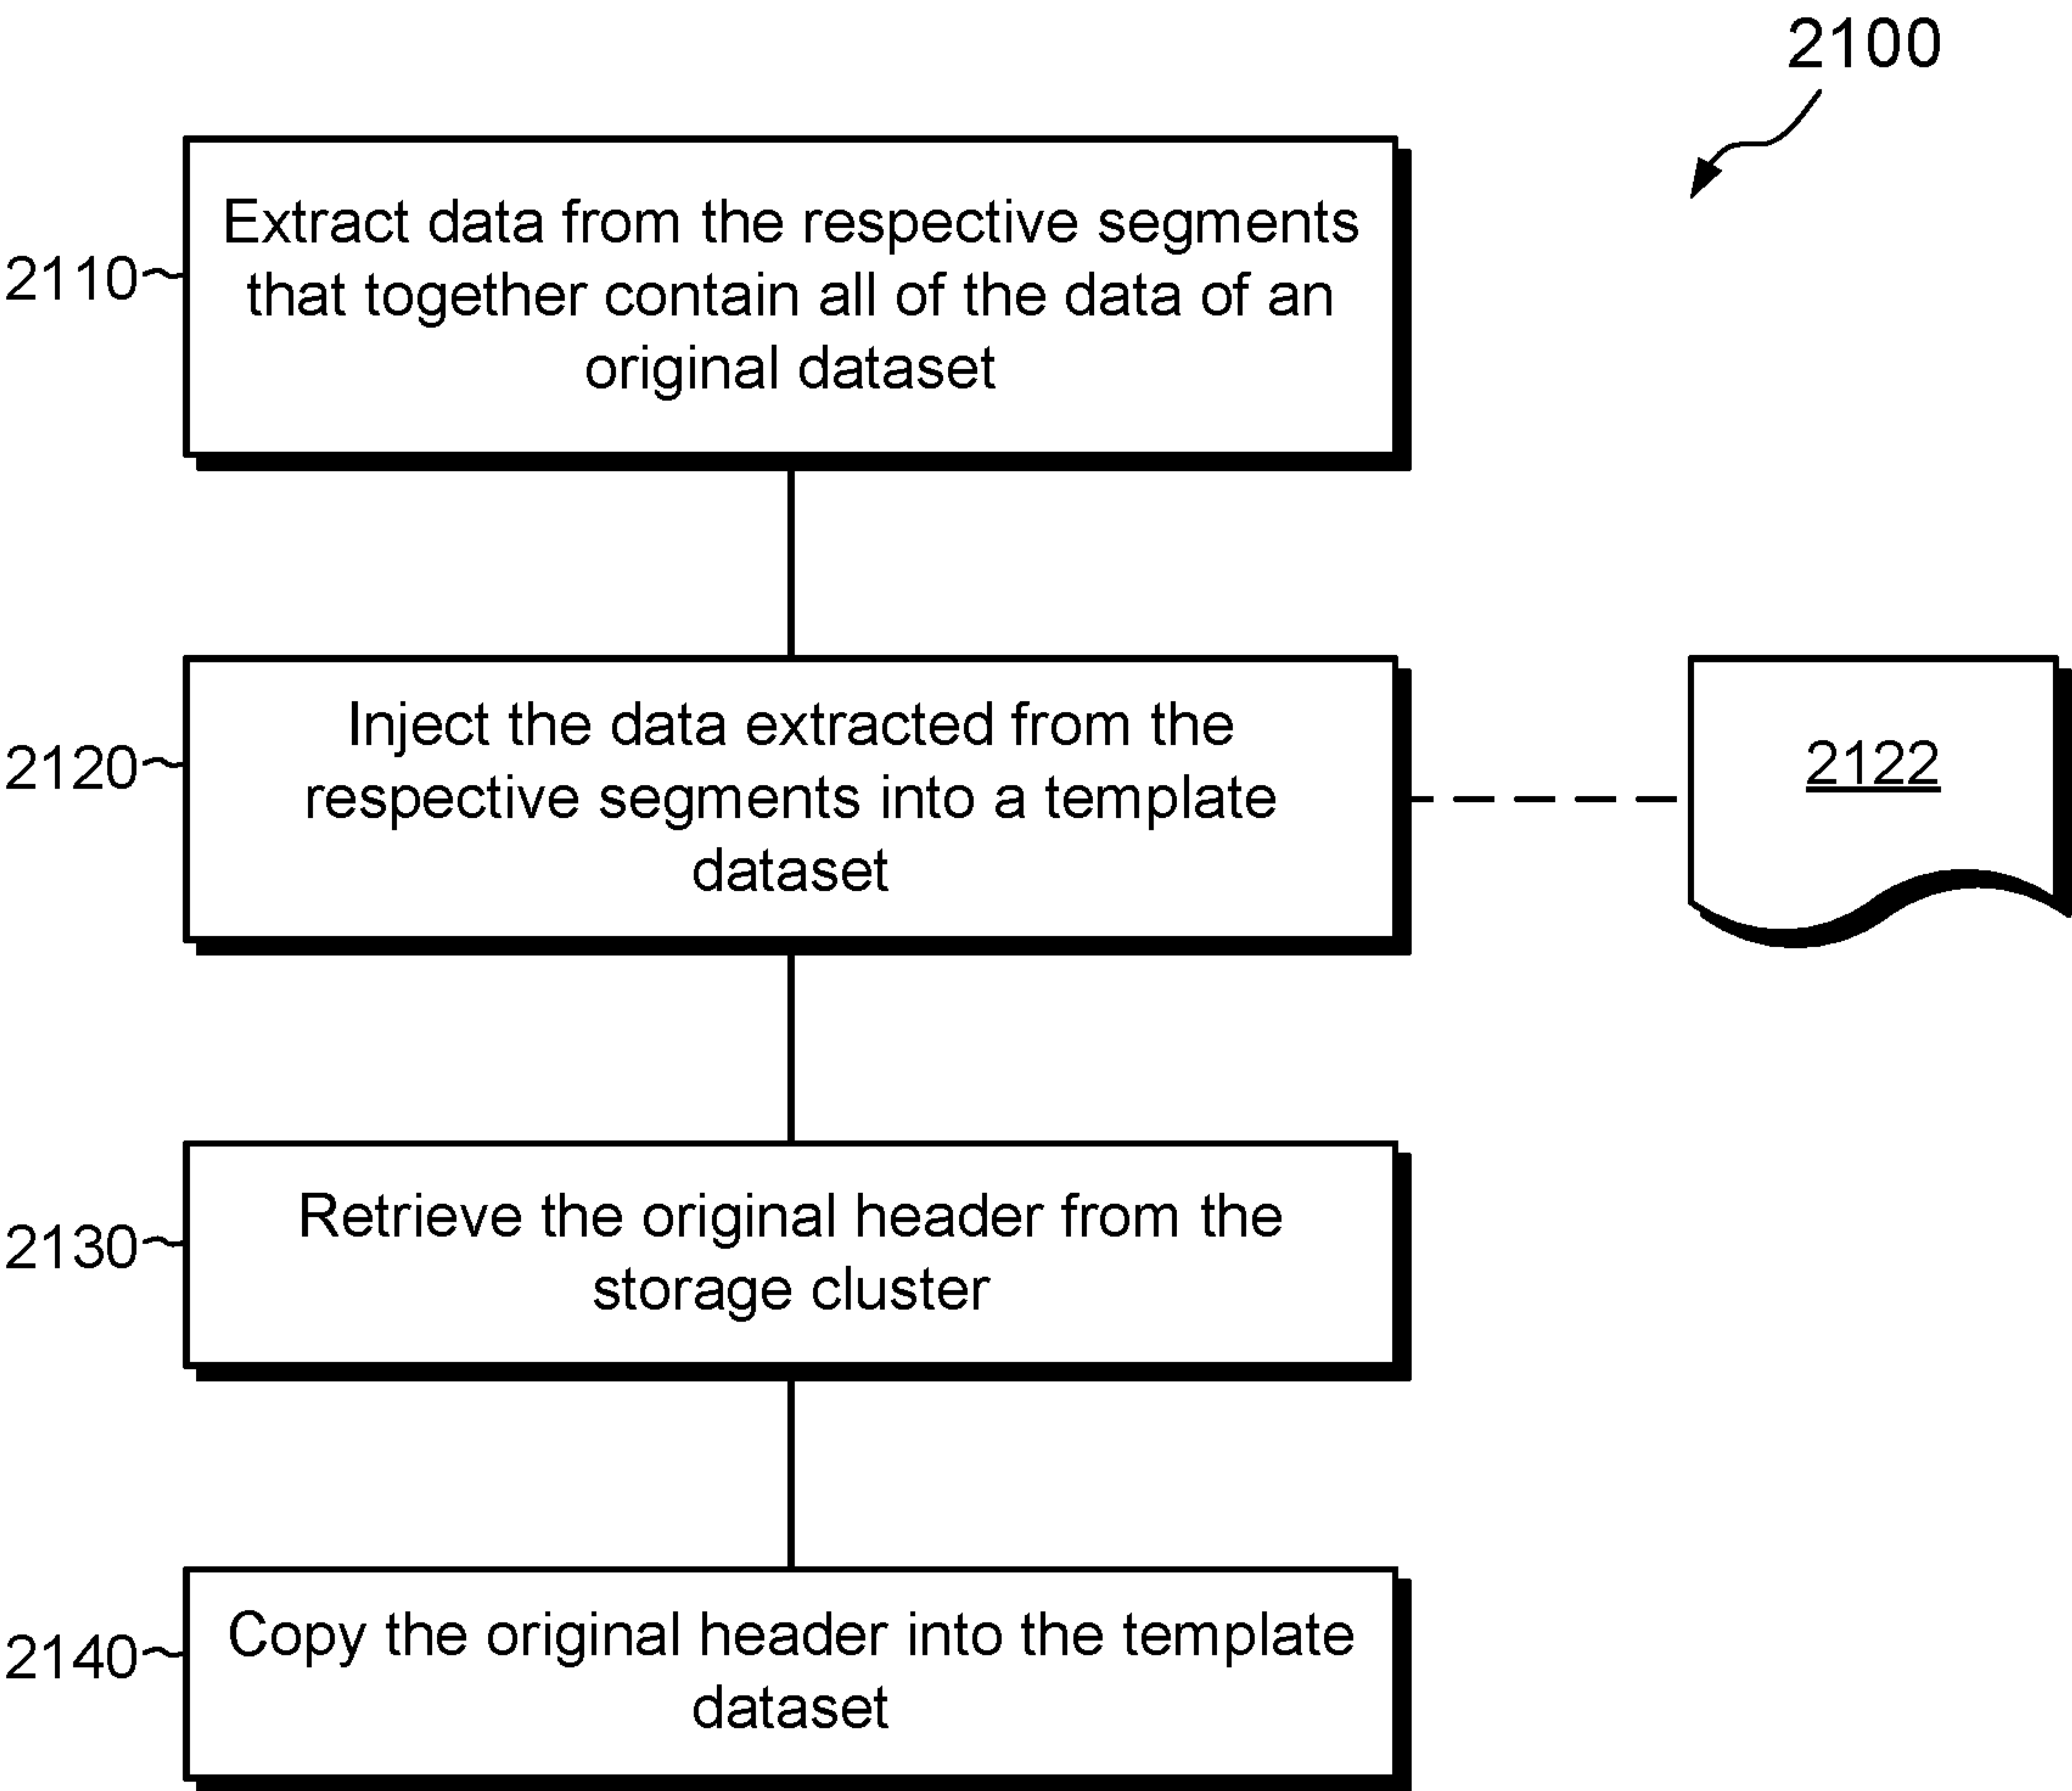 2100
2110
Extract data from the respective segments
that together contain all of the data of an
original dataset
2120
Inject the data extracted from the
respective segments into a template
dataset
2122
2130
Retrieve the original header from the
storage cluster
2140
Copy the original header into the template
dataset